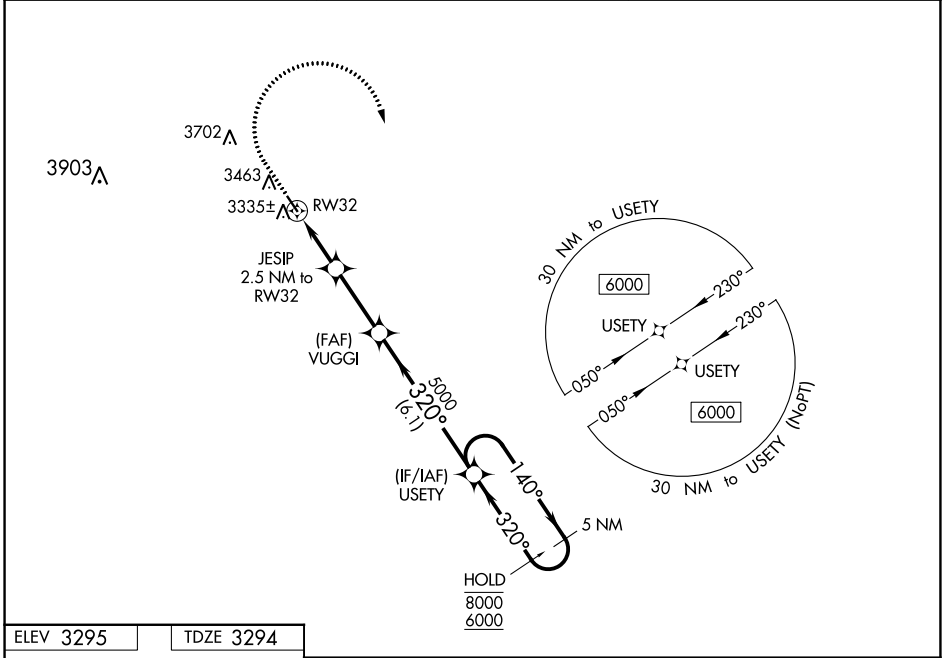 3702
3903
3463
3335±
RW32
JESIP
2.5 NM to
RW32
(FAF)
VUGGI
5000
320°
(6.1)
(IF/IAF)
USETY
140°
320°
5 NM
HOLD
8000
6000
30 NM to USETY
6000
230°
USETY
050°
230°
USETY
050°
6000
30 NM to USETY (NoPT)
ELEV 3295
TDZE 3294